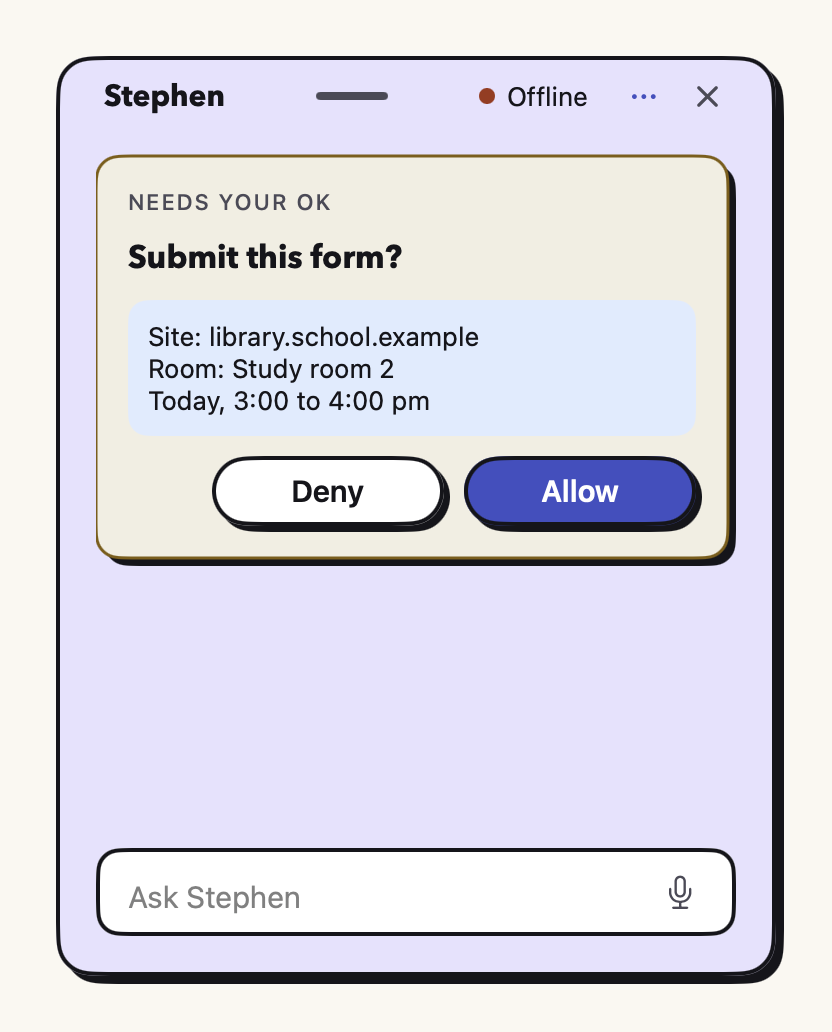 Stephen
Offline
NEEDS YOUR OK
Submit this form?
Site: library.school.example
Room: Study room 2
Today, 3:00 to 4:00 pm
Deny
Allow
Ask Stephen